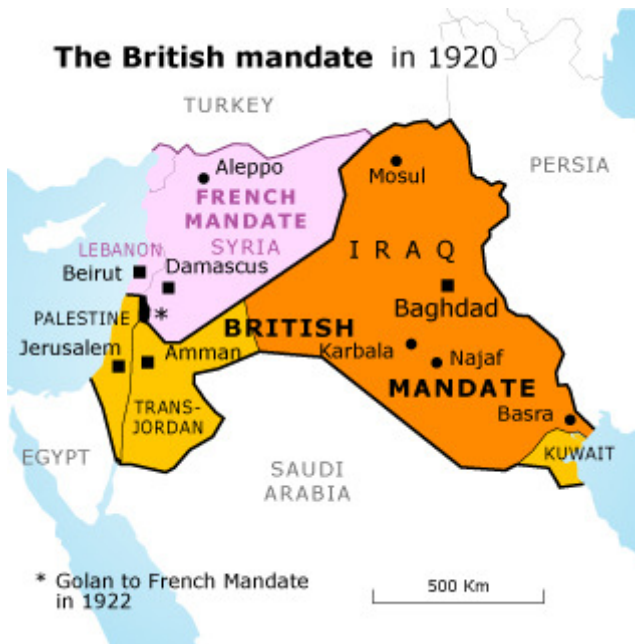 The British mandate in 1920
TURKEY
Aleppo
PERSIA
Mosul
FRENCH
MANDATE
SYRIA
I R A Q
LEBANON
Beirut
Damascus
Baghdad
PALESTINE
*
BRITISH
Jerusalem
Amman
Karbala
Najaf
MANDATE
TRANS-
JORDAN
Basra
EGYPT
KUWAIT
SAUDI
ARABIA
* Golan to French Mandate
in 1922
500 Km